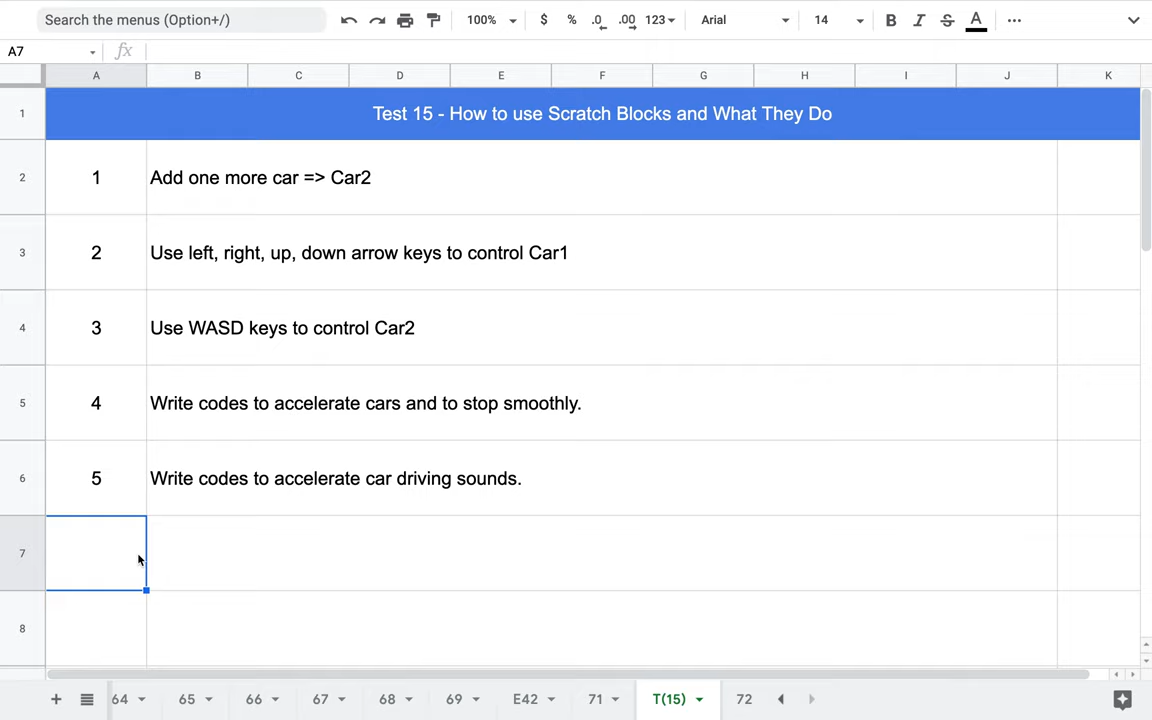 Search the menus (Option+/) 100% $ % .0 .00 123 Arial 14 B I S A
A7 fx
A B C D E F G H I J K
1 Test 15 - How to use Scratch Blocks and What They Do
2 1 Add one more car => Car2
3 2 Use left, right, up, down arrow keys to control Car1
4 3 Use WASD keys to control Car2
5 4 Write codes to accelerate cars and to stop smoothly.
6 5 Write codes to accelerate car driving sounds.
7
8
64 65 66 67 68 69 E42 71 T(15) 72